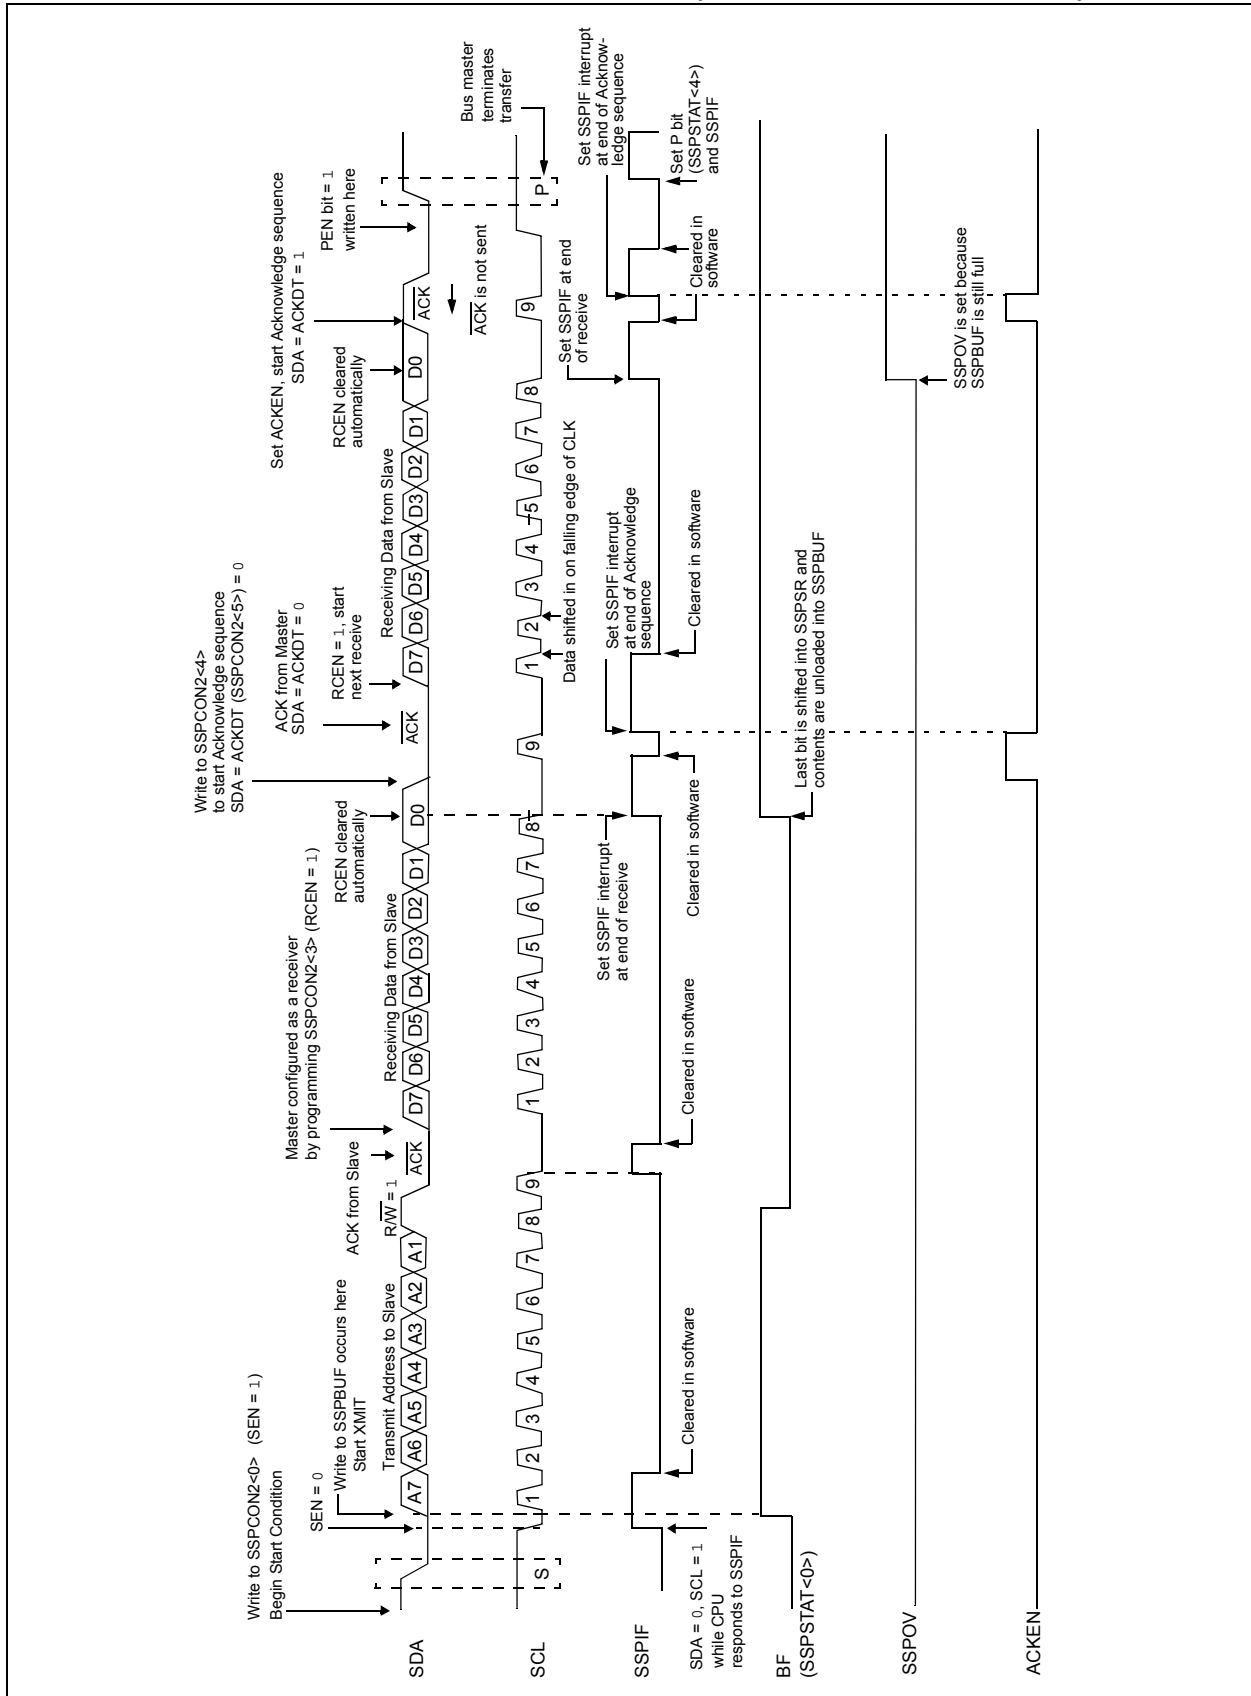 Write to SSPCON2<0> (SEN = 1)
Begin Start Condition
SEN = 0
Write to SSPBUF occurs here
Start XMIT
Transmit Address to Slave
R/W = 1
ACK from Slave
Master configured as a receiver
by programming SSPCON2<3> (RCEN = 1)
Receiving Data from Slave
RCEN cleared
automatically
Write to SSPCON2<4>
to start Acknowledge sequence
SDA = ACKDT (SSPCON2<5>) = 0
ACK from Master
SDA = ACKDT = 0
RCEN = 1, start
next receive
Receiving Data from Slave
RCEN cleared
automatically
Set ACKEN, start Acknowledge sequence
SDA = ACKDT = 1
PEN bit = 1
written here
SDA
A7 A6 A5 A4 A3 A2 A1 ACK D7 D6 D5 D4 D3 D2 D1 D0 ACK D7 D6 D5 D4 D3 D2 D1 D0 ACK
ACK is not sent
Bus master
terminates
transfer
SCL
S 1 2 3 4 5 6 7 8 9 1 2 3 4 5 6 7 8 9 1 2 3 4 5 6 7 8 9 P
Data shifted in on falling edge of CLK
Set SSPIF interrupt
at end of receive
Set SSPIF interrupt
at end of Acknowledge
sequence
Set SSPIF at end
of receive
Set SSPIF interrupt
at end of Acknow-
ledge sequence
SSPIF
SDA = 0, SCL = 1
while CPU
responds to SSPIF
Cleared in software
Cleared in software
Cleared in software
Cleared in software
Cleared in
software
Set P bit
(SSPSTAT<4>)
and SSPIF
BF
(SSPSTAT<0>)
Last bit is shifted into SSPSR and
contents are unloaded into SSPBUF
SSPOV
SSPOV is set because
SSPBUF is still full
ACKEN